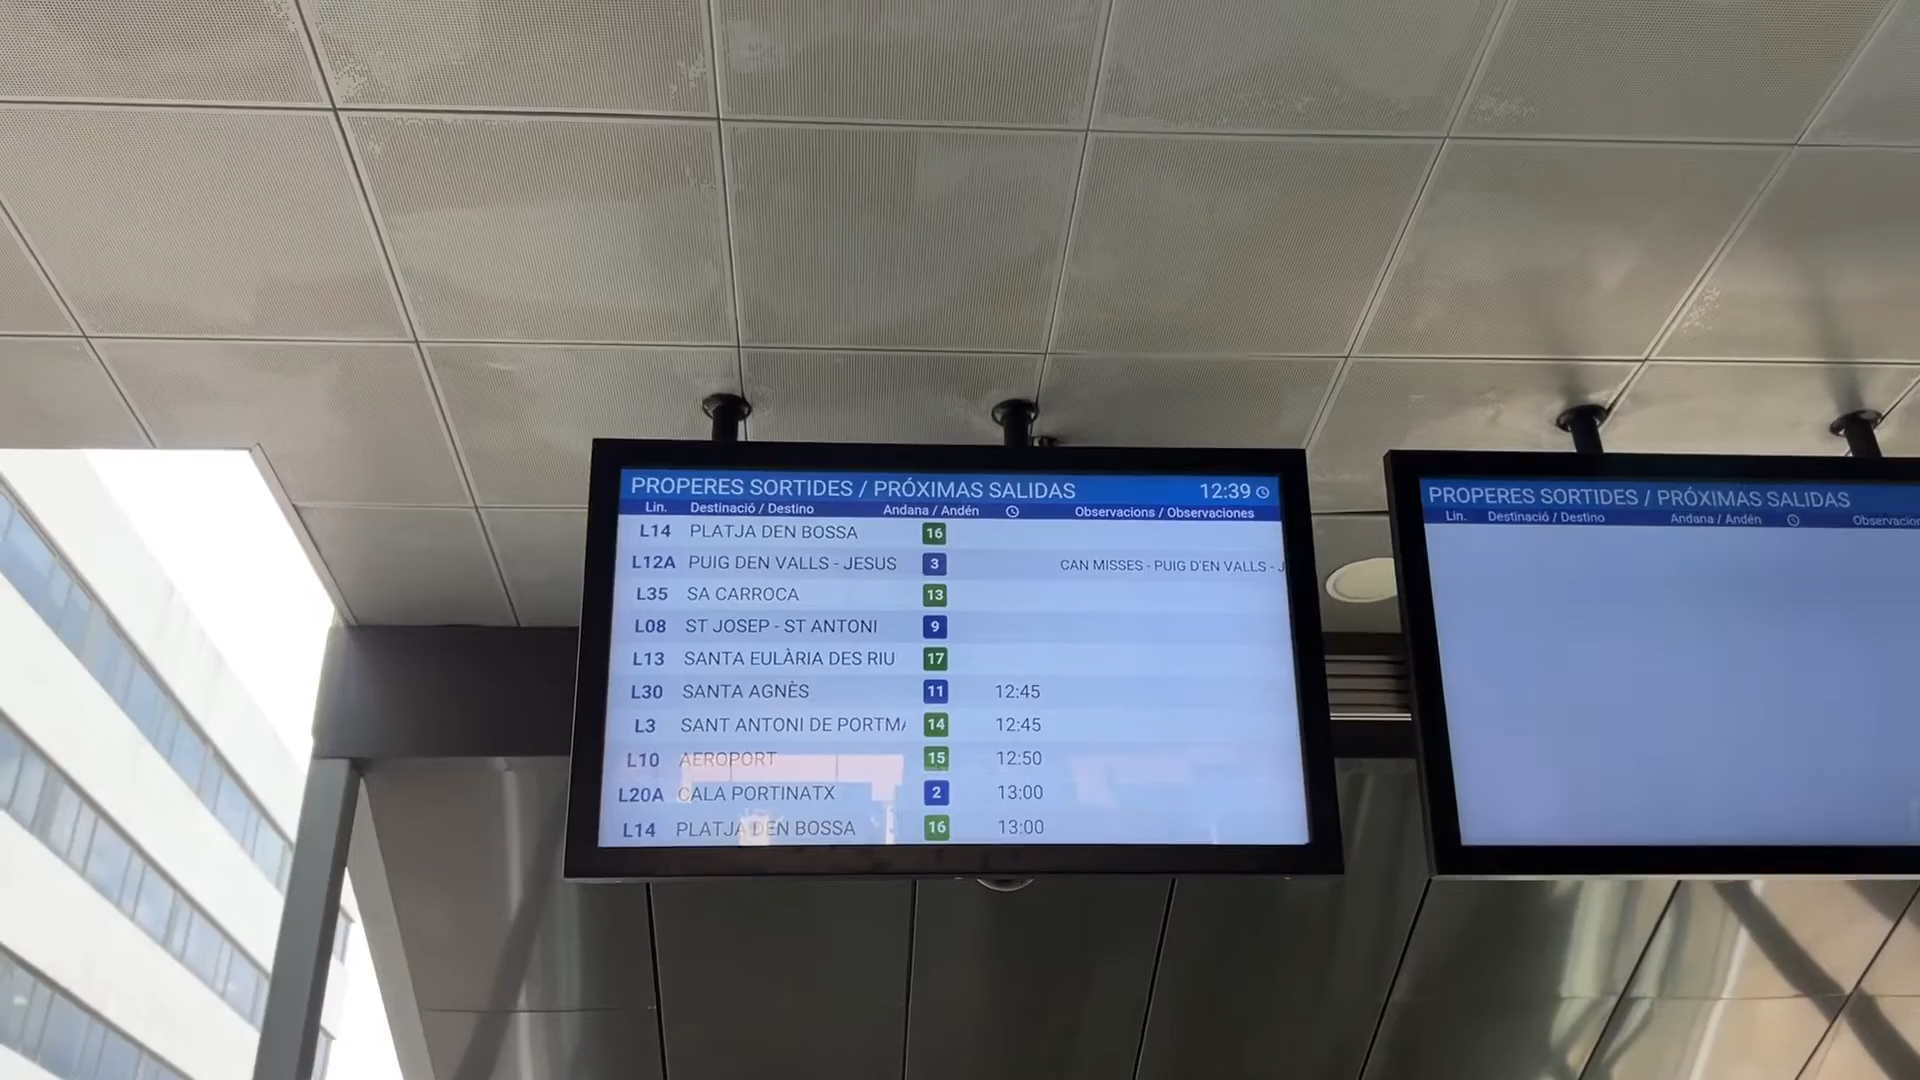 PROPERES SORTIDES / PRÓXIMAS SALIDAS 12:39
Lin. Destinació / Destino Andana / Andén Observacions / Observaciones
L14 PLATJA DEN BOSSA 16
L12A PUIG DEN VALLS - JESUS 3 CAN MISSES - PUIG D'EN VALLS - J
L35 SA CARROCA 13
L08 ST JOSEP - ST ANTONI 9
L13 SANTA EULÀRIA DES RIU 17
L30 SANTA AGNÈS 11 12:45
L3 SANT ANTONI DE PORTMA 14 12:45
L10 AEROPORT 15 12:50
L20A CALA PORTINATX 2 13:00
L14 PLATJA DEN BOSSA 16 13:00
PROPERES SORTIDES / PRÓXIMAS SALIDAS
Lin. Destinació / Destino Andana / Andén Observacion